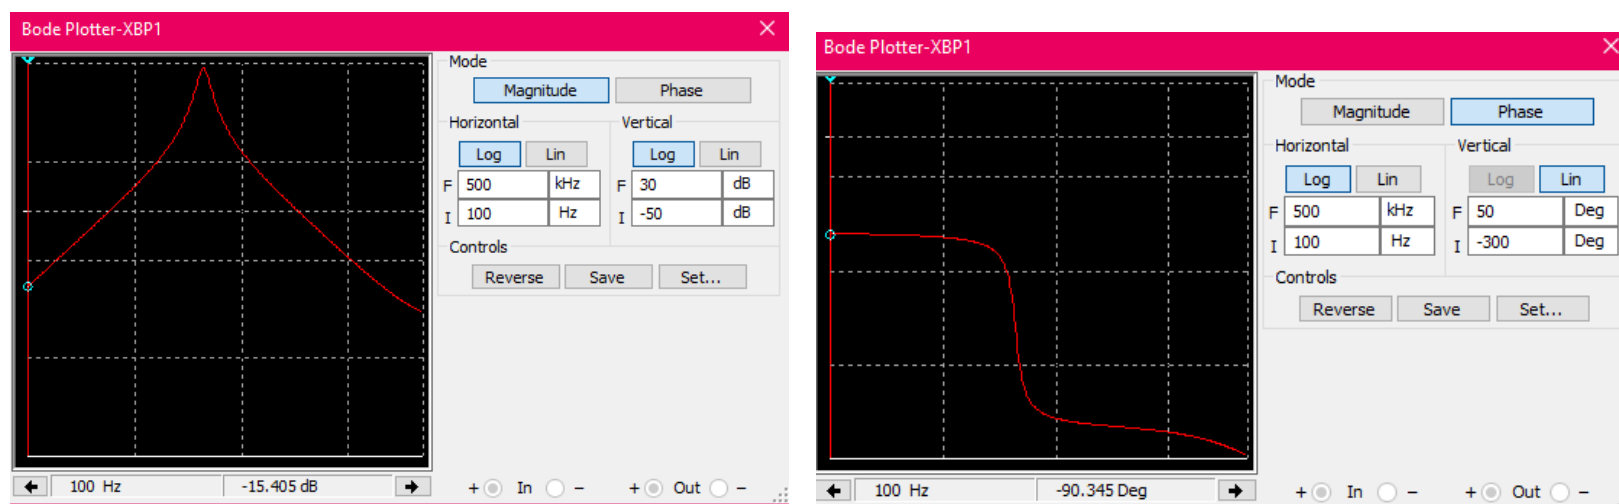 Bode Plotter-XBP1
Mode
Magnitude Phase
Horizontal Vertical
Log Lin Log Lin
F 500 kHz F 30 dB
I 100 Hz I -50 dB
Controls
Reverse Save Set...
100 Hz -15.405 dB + In - + Out -
Bode Plotter-XBP1
Mode
Magnitude Phase
Horizontal Vertical
Log Lin Log Lin
F 500 kHz F 50 Deg
I 100 Hz I -300 Deg
Controls
Reverse Save Set...
100 Hz -90.345 Deg + In - + Out -